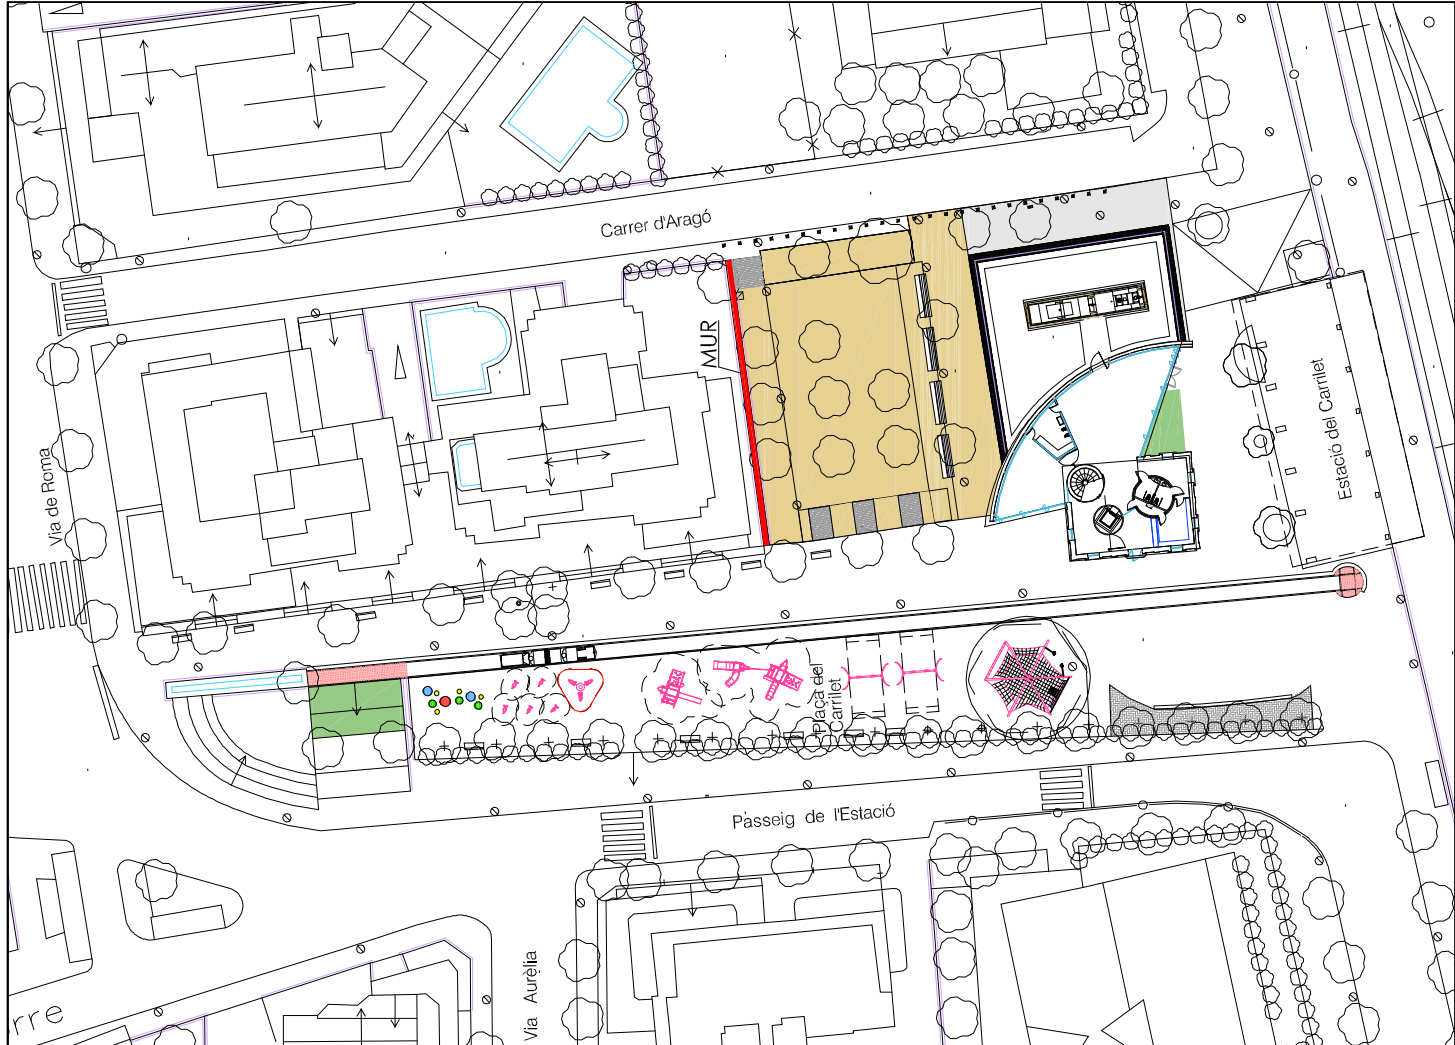 Carrer d'Aragó
MUR
Via de Roma
Estació del Carrilet
Plaça del
Carrilet
Passeig de l'Estació
Via Aurèlia
rre